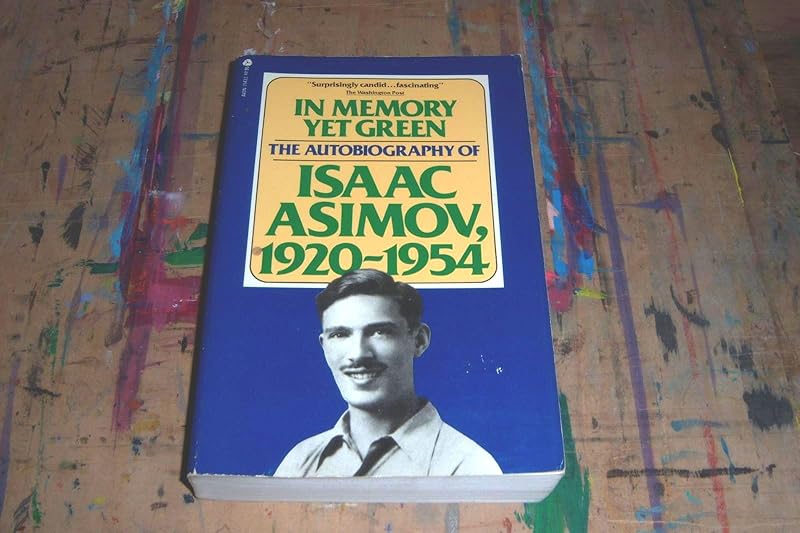 "Surprisingly candid...fascinating"
The Washington Post
IN MEMORY
YET GREEN
THE AUTOBIOGRAPHY OF
ISAAC
ASIMOV,
1920-1954